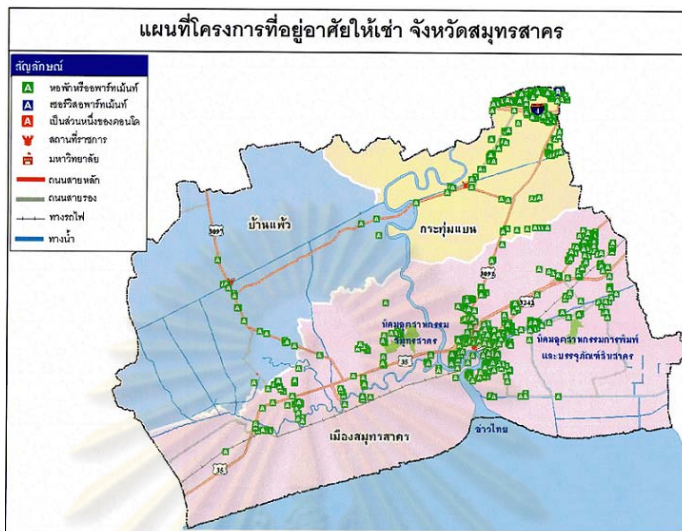 แผนที่โครงการที่อยู่อาศัยให้เช่า จังหวัดสมุทรสาคร
สัญลักษณ์
A หอพักหรืออพาร์ทเม้นท์
A เซอร์วิสอพาร์ทเม้นท์
A เป็นส่วนหนึ่งของคอนโด
สถานที่ราชการ
มหาวิทยาลัย
ถนนสายหลัก
ถนนสายรอง
ทางรถไฟ
ทางน้ำ
บ้านแพ้ว
กระทุ่มแบน
3097
3091
3242
นิคมอุตสาหกรรม
สมุทรสาคร
นิคมอุตสาหกรรมการพิมพ์
และบรรจุภัณฑ์สินสาคร
35
เมืองสมุทรสาคร
อ่าวไทย
35